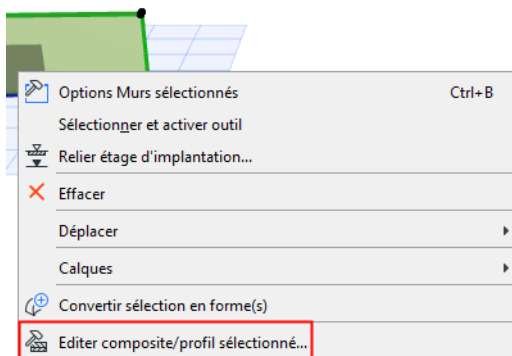 Options Murs sélectionnés Ctrl+B
Sélectionner et activer outil
Relier étage d'implantation...
Effacer
Déplacer
Calques
Convertir sélection en forme(s)
Editer composite/profil sélectionné...